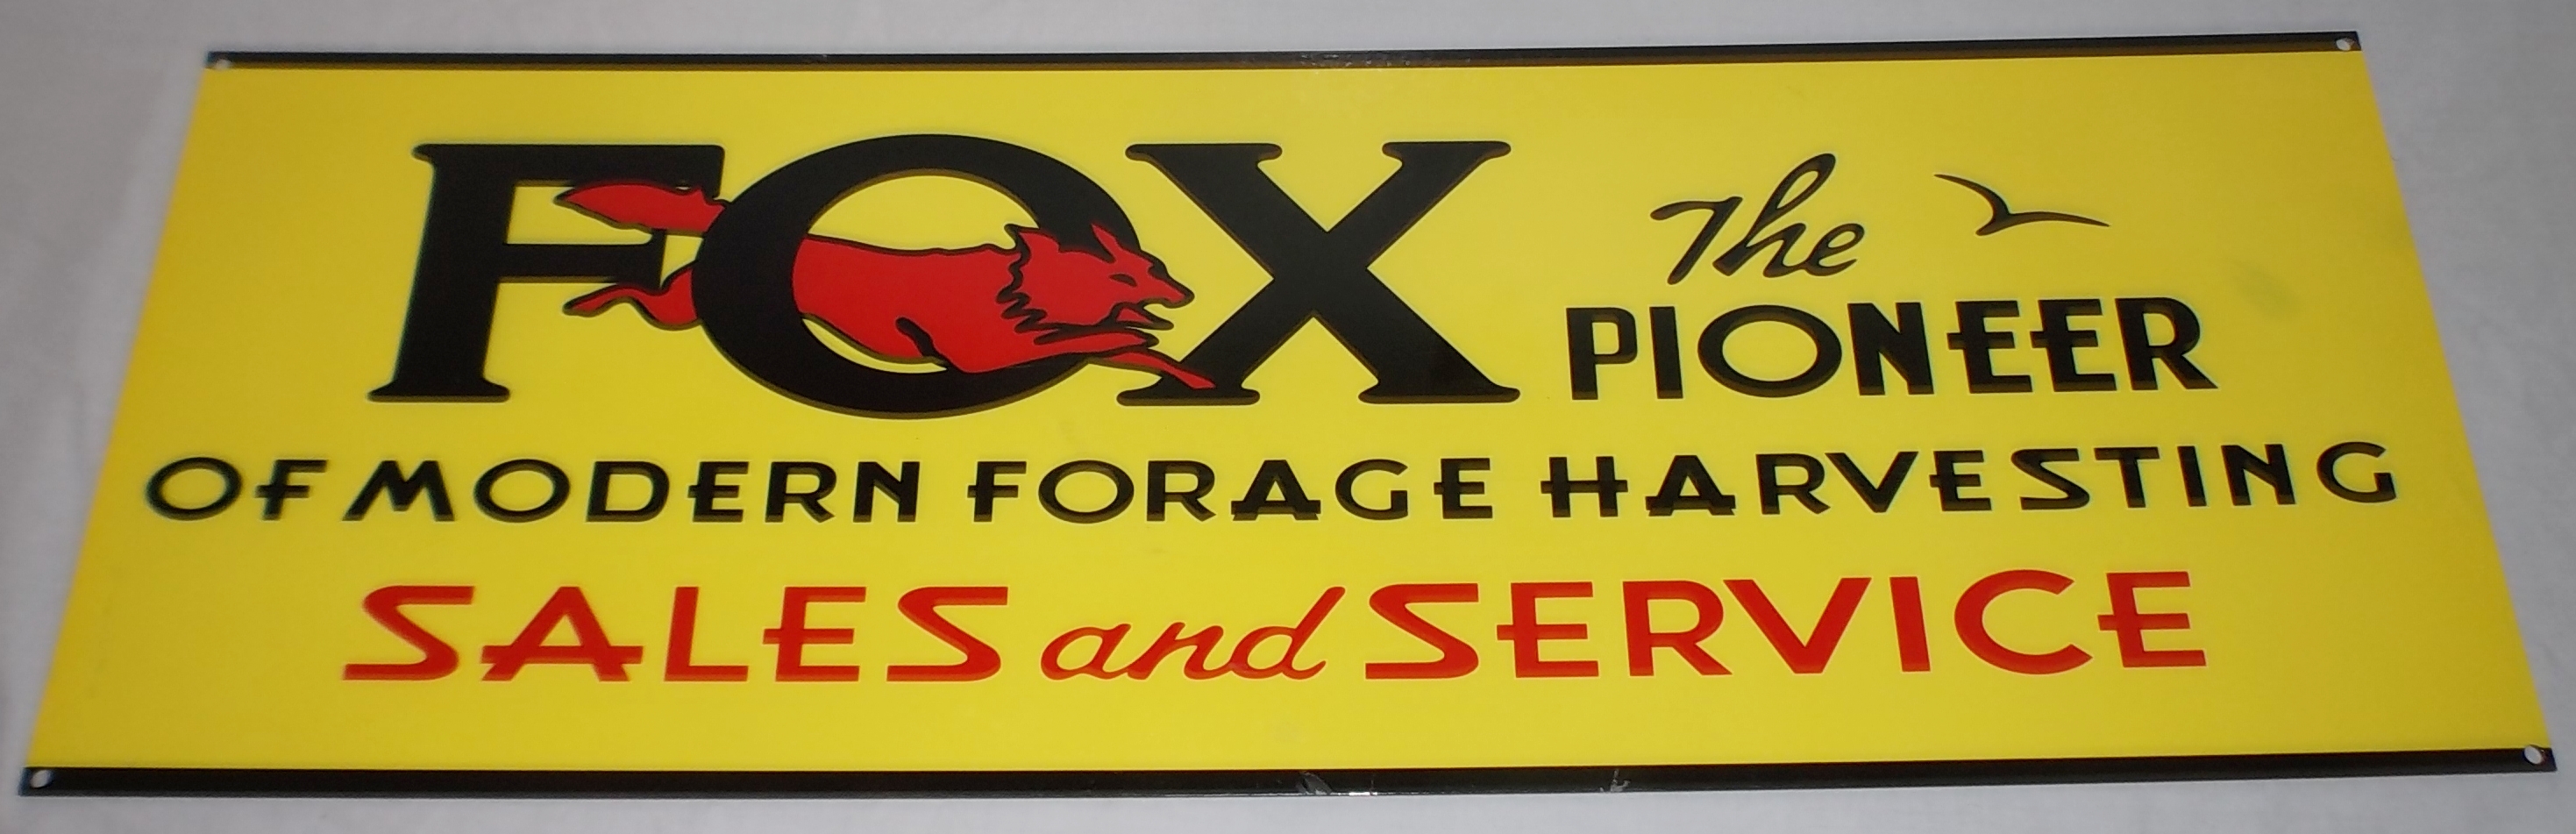 FOX The
PIONEER
OF MODERN FORAGE HARVESTING
SALES and SERVICE